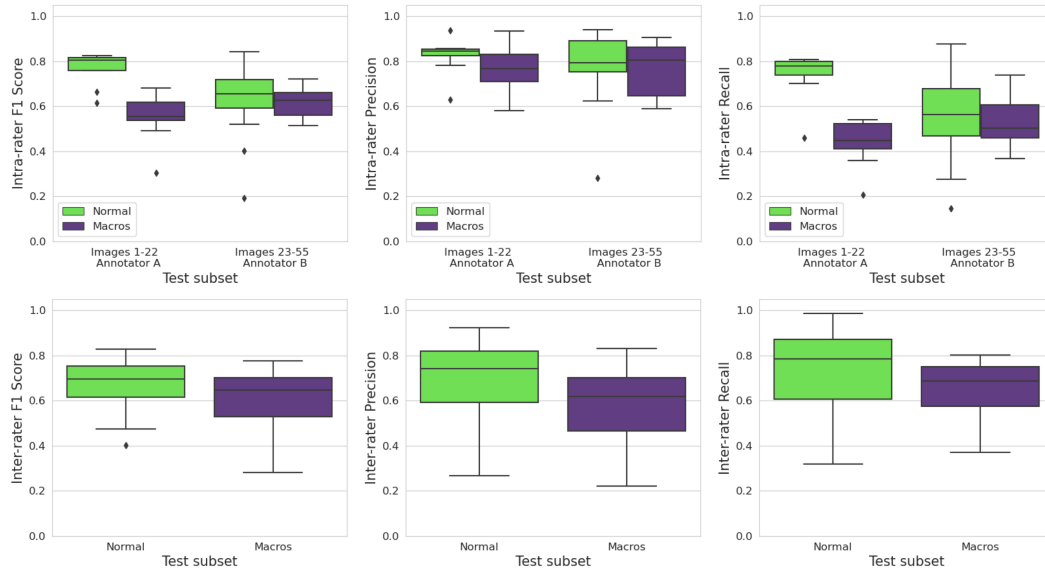 Intra-rater F1 Score
1.0
0.8
0.6
0.4
0.2
0.0
Normal
Macros
Images 1-22
Annotator A
Images 23-55
Annotator B
Test subset
Intra-rater Precision
1.0
0.8
0.6
0.4
0.2
0.0
Normal
Macros
Images 1-22
Annotator A
Images 23-55
Annotator B
Test subset
Intra-rater Recall
1.0
0.8
0.6
0.4
0.2
0.0
Normal
Macros
Images 1-22
Annotator A
Images 23-55
Annotator B
Test subset
Inter-rater F1 Score
1.0
0.8
0.6
0.4
0.2
0.0
Normal
Macros
Test subset
Inter-rater Precision
1.0
0.8
0.6
0.4
0.2
0.0
Normal
Macros
Test subset
Inter-rater Recall
1.0
0.8
0.6
0.4
0.2
0.0
Normal
Macros
Test subset